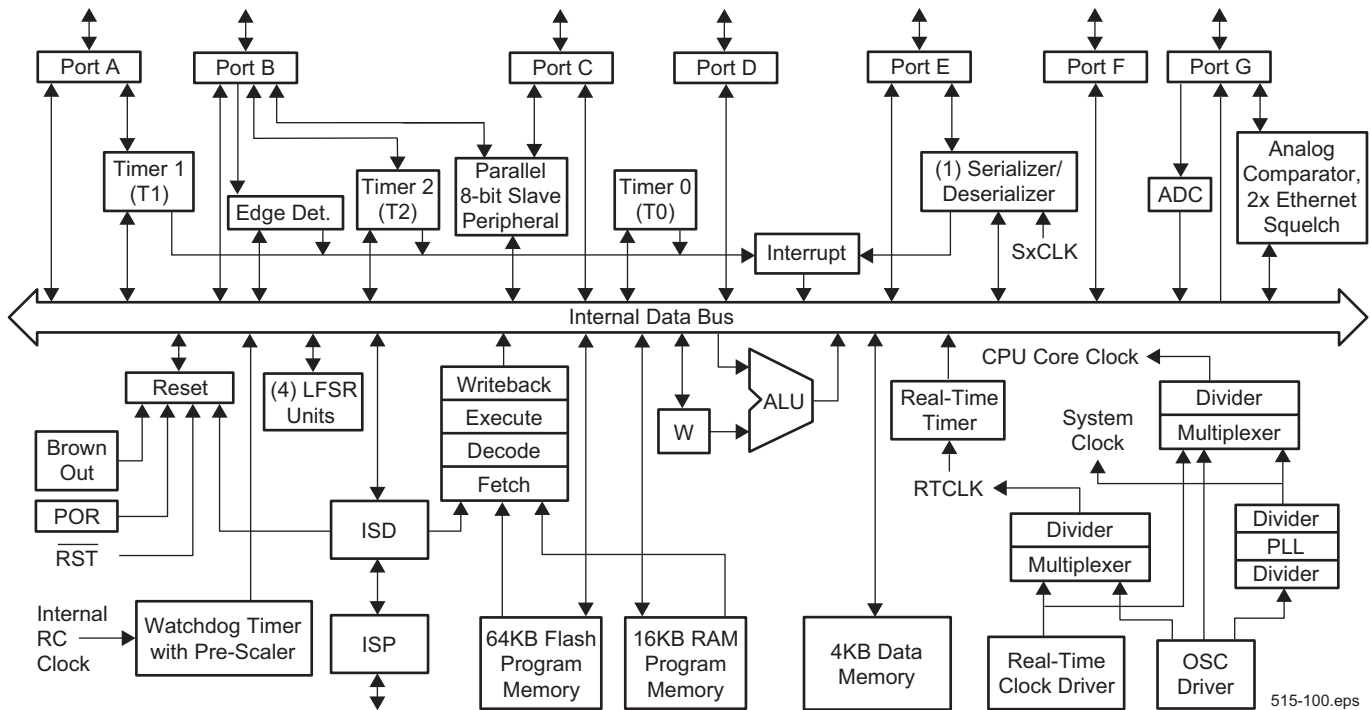 Port A
Port B
Port C
Port D
Port E
Port F
Port G
Timer 1
(T1)
Edge Det.
Timer 2
(T2)
Parallel
8-bit Slave
Peripheral
Timer 0
(T0)
Interrupt
(1) Serializer/
Deserializer
SxCLK
ADC
Analog
Comparator,
2x Ethernet
Squelch
Internal Data Bus
Reset
Brown
Out
POR
RST
Internal
RC
Clock
Watchdog Timer
with Pre-Scaler
(4) LFSR
Units
ISD
ISP
Writeback
Execute
Decode
Fetch
64KB Flash
Program
Memory
16KB RAM
Program
Memory
W
ALU
4KB Data
Memory
Real-Time
Timer
RTCLK
CPU Core Clock
System
Clock
Divider
Multiplexer
Divider
Multiplexer
Divider
PLL
Divider
Real-Time
Clock Driver
OSC
Driver
515-100.eps